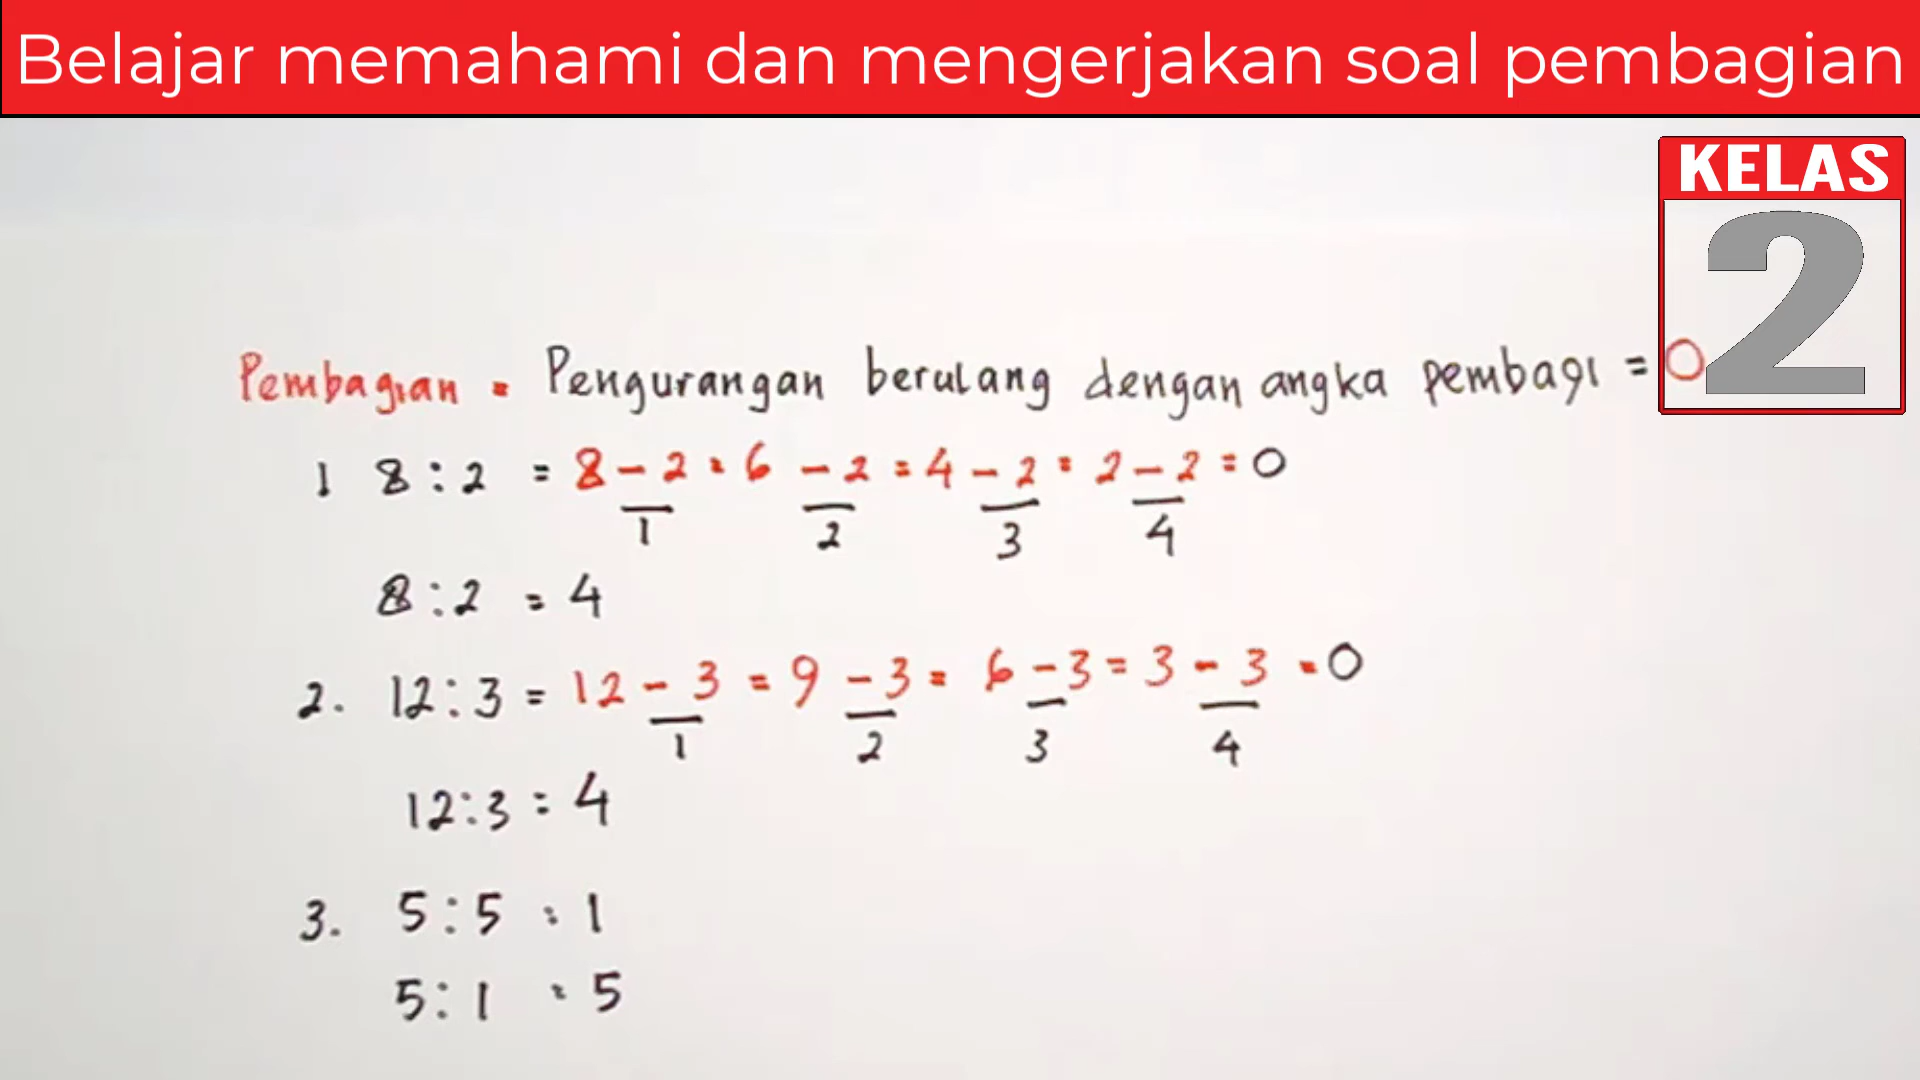 Belajar memahami dan mengerjakan soal pembagian
KELAS
2
Pembagian = Pengurangan berulang dengan angka pembagi = 0
1 8 : 2 = 8 - 2 = 6 - 2 = 4 - 2 = 2 - 2 = 0
1 2 3 4
8 : 2 = 4
2. 12 : 3 = 12 - 3 = 9 - 3 = 6 - 3 = 3 - 3 = 0
1 2 3 4
12 : 3 = 4
3. 5 : 5 = 1
5 : 1 = 5